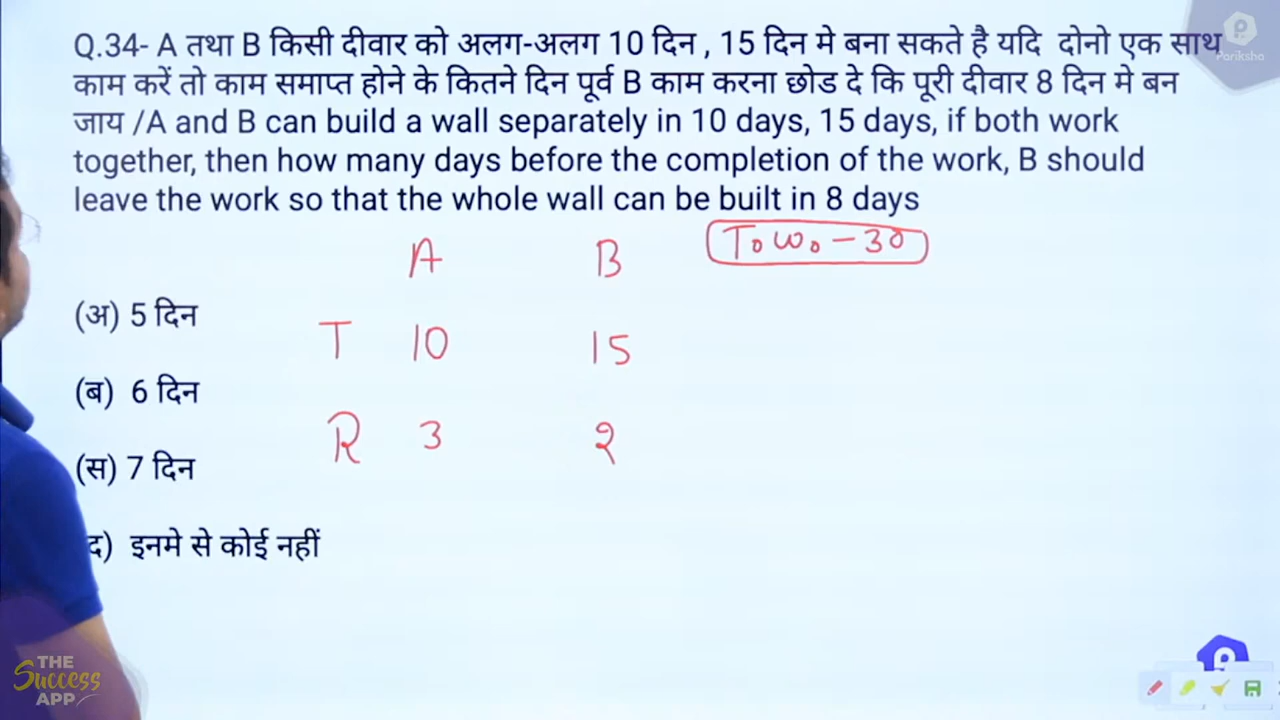 Q.34- A तथा B किसी दीवार को अलग-अलग 10 दिन , 15 दिन मे बना सकते है यदि दोनो एक साथ
काम करें तो काम समाप्त होने के कितने दिन पूर्व B काम करना छोड दे कि पूरी दीवार 8 दिन मे बन
जाय /A and B can build a wall separately in 10 days, 15 days, if both work
together, then how many days before the completion of the work, B should
leave the work so that the whole wall can be built in 8 days
Pariksha
A B T.W. - 30
(अ) 5 दिन
T 10 15
(ब) 6 दिन
R 3 2
(स) 7 दिन
द) इनमे से कोई नहीं
THE
Success
APP